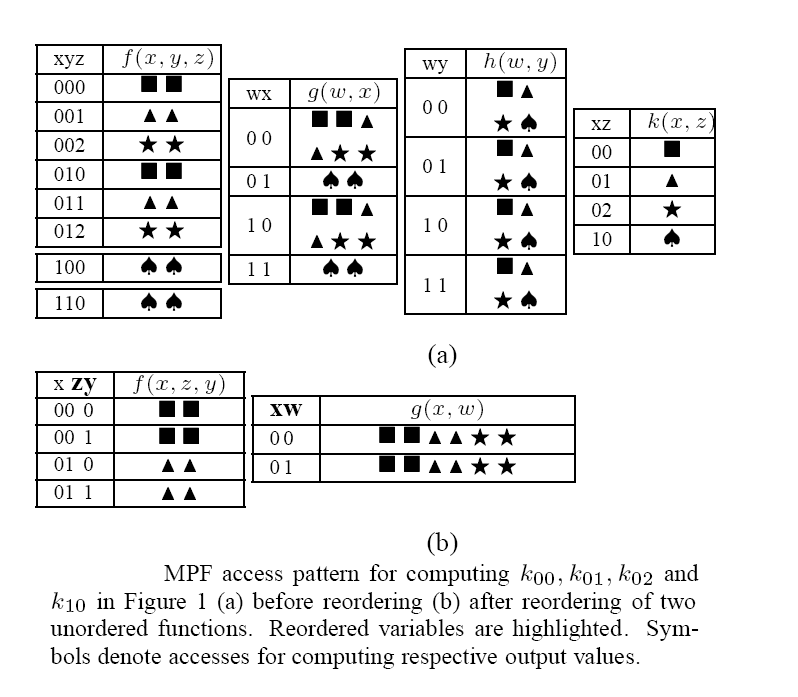 xyz f(x, y, z)
000 ■ ■
001 ▲ ▲
002 ★ ★
010 ■ ■
011 ▲ ▲
012 ★ ★
100 ♠ ♠
110 ♠ ♠
wx g(w, x)
0 0 ■ ■ ▲
▲ ★ ★
0 1 ♠ ♠
1 0 ■ ■ ▲
▲ ★ ★
1 1 ♠ ♠
wy h(w, y)
0 0 ■ ▲
★ ♠
0 1 ■ ▲
★ ♠
1 0 ■ ▲
★ ♠
1 1 ■ ▲
★ ♠
xz k(x, z)
00 ■
01 ▲
02 ★
10 ♠
(a)
x zy f(x, z, y)
00 0 ■ ■
00 1 ■ ■
01 0 ▲ ▲
01 1 ▲ ▲
xw g(x, w)
0 0 ■ ■ ▲ ▲ ★ ★
0 1 ■ ■ ▲ ▲ ★ ★
(b)
MPF access pattern for computing k00, k01, k02 and
k10 in Figure 1 (a) before reordering (b) after reordering of two
unordered functions. Reordered variables are highlighted. Sym-
bols denote accesses for computing respective output values.